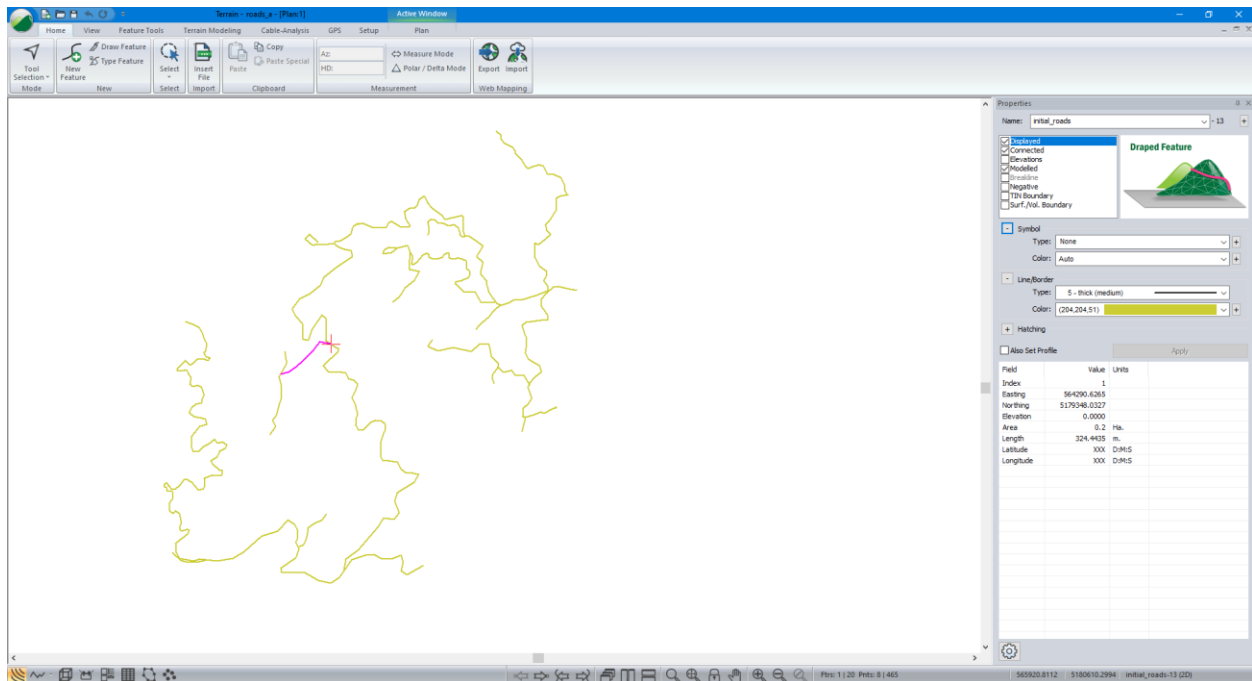 Terrain - roads_a - [Plan:1]
Active Window
Home View Feature Tools Terrain Modeling Cable-Analysis GPS Setup Plan
Tool Selection
Mode
New Feature
Draw Feature
Type Feature
New
Select
Select
Insert File
Import
Paste
Copy
Paste Special
Clipboard
Az:
HD:
Measure Mode
Polar / Delta Mode
Measurement
Export Import
Web Mapping
Properties
Name: initial_roads - 13
Displayed
Connected
Elevations
Modelled
Breakline
Negative
TIN Boundary
Surf./Vol. Boundary
Draped Feature
Symbol
Type: None
Color: Auto
Line/Border
Type: 5 - thick (medium)
Color: (204,204,51)
Hatching
Also Set Profile Apply
Field Value Units
Index 1
Easting 564290.6265
Northing 5179348.0327
Elevation 0.0000
Area 0.2 Ha.
Length 324.4435 m.
Latitude XXX D:M:S
Longitude XXX D:M:S
Ftrs: 1 | 20 Pnts: 8 | 465 565920.8112 5180610.2994 initial_roads-13 (2D)